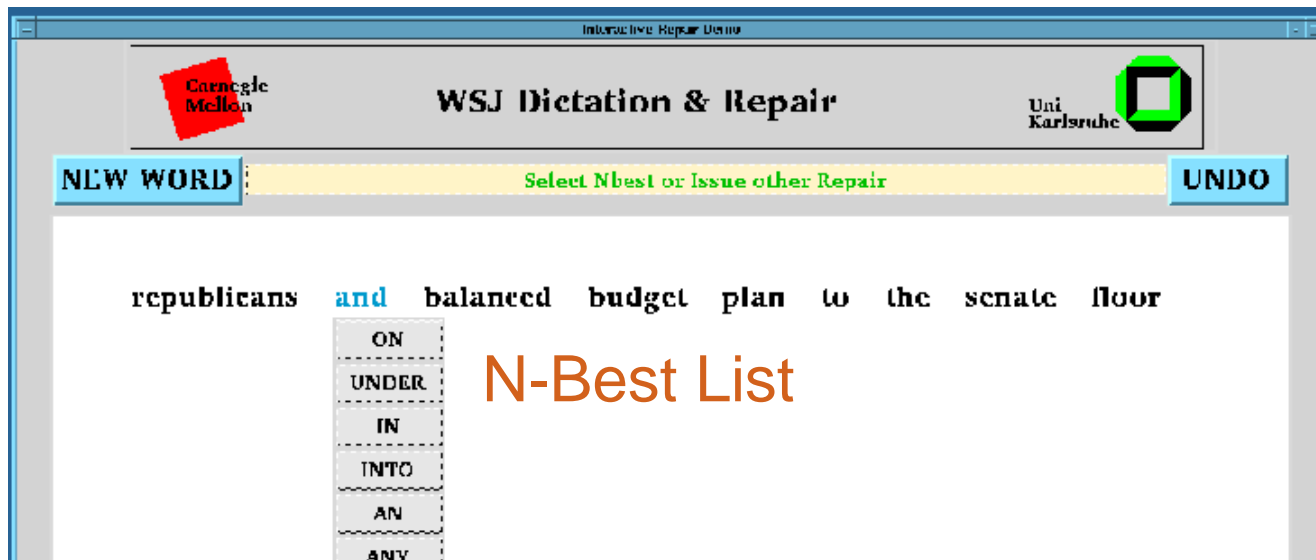 Interactive Repair Demo
Carnegie
Mellon
WSJ Dictation & Repair
Uni
Karlsruhe
NEW WORD
Select Nbest or Issue other Repair
UNDO
republicans and balanced budget plan to the senate floor
ON
UNDER
N-Best List
IN
INTO
AN
ANY